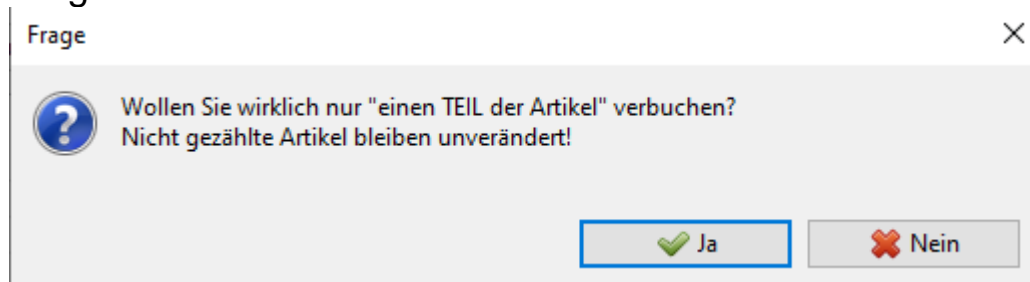 Frage
Wollen Sie wirklich nur "einen TEIL der Artikel" verbuchen?
Nicht gezählte Artikel bleiben unverändert!
Ja
Nein